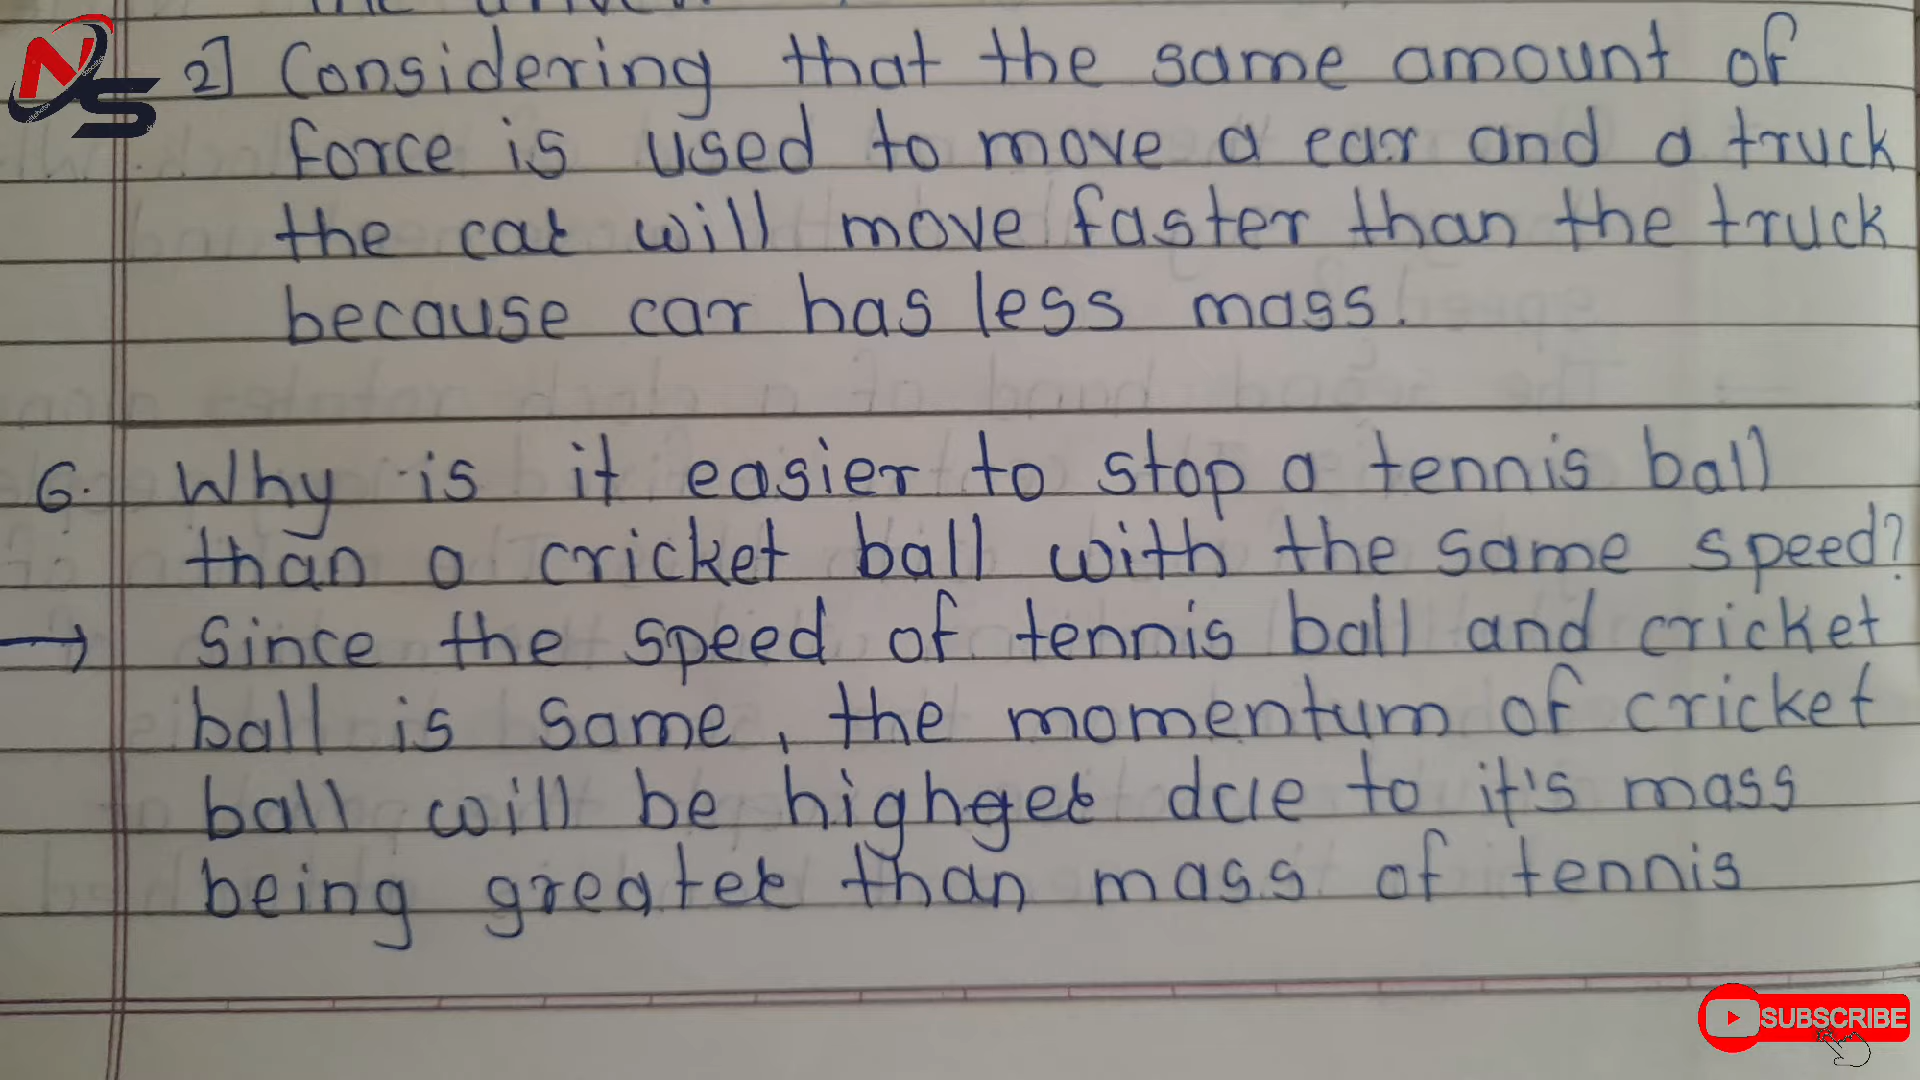 2] Considering that the same amount of
force is used to move a car and a truck
the car will move faster than the truck
because car has less mass.
6. Why is it easier to stop a tennis ball
than a cricket ball with the same speed?
→ Since the speed of tennis ball and cricket
ball is same, the momentum of cricket
ball will be highger due to it's mass
being greater than mass of tennis
NS
SUBSCRIBE